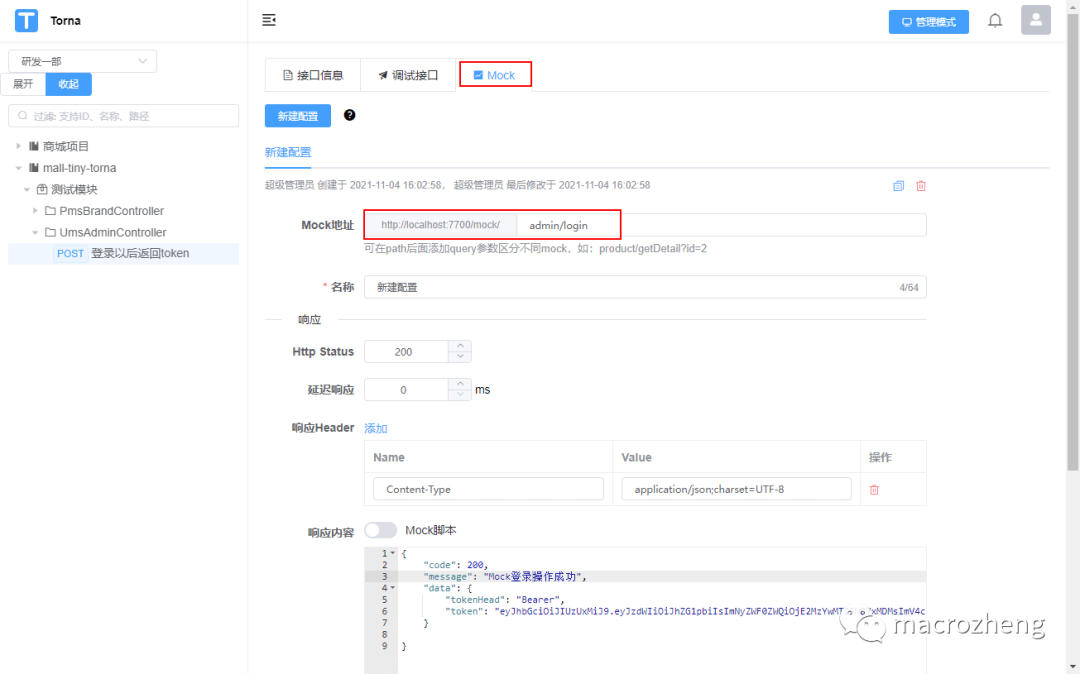 Torna
管理模式
研发一部
展开 收起
过滤: 支持ID、名称、路径
商城项目
mall-tiny-torna
测试模块
PmsBrandController
UmsAdminController
POST 登录以后返回token
接口信息 调试接口 Mock
新建配置 ?
新建配置
超级管理员 创建于 2021-11-04 16:02:58， 超级管理员 最后修改于 2021-11-04 16:02:58
Mock地址 http://localhost:7700/mock/ admin/login
可在path后面添加query参数区分不同mock，如：product/getDetail?id=2
* 名称 新建配置 4/64
响应
Http Status 200
延迟响应 0 ms
响应Header 添加
Name Value 操作
Content-Type application/json;charset=UTF-8
响应内容 Mock脚本
1 {
2 "code": 200,
3 "message": "Mock登录操作成功",
4 "data": {
5 "tokenHead": "Bearer",
6 "token": "eyJhbGciOiJIUzUxMiJ9.eyJzdWIiOiJhZG1pbiIsImNyZWF0ZWQiOjE2MzYwMT
7 }
8
9 }
macrozheng